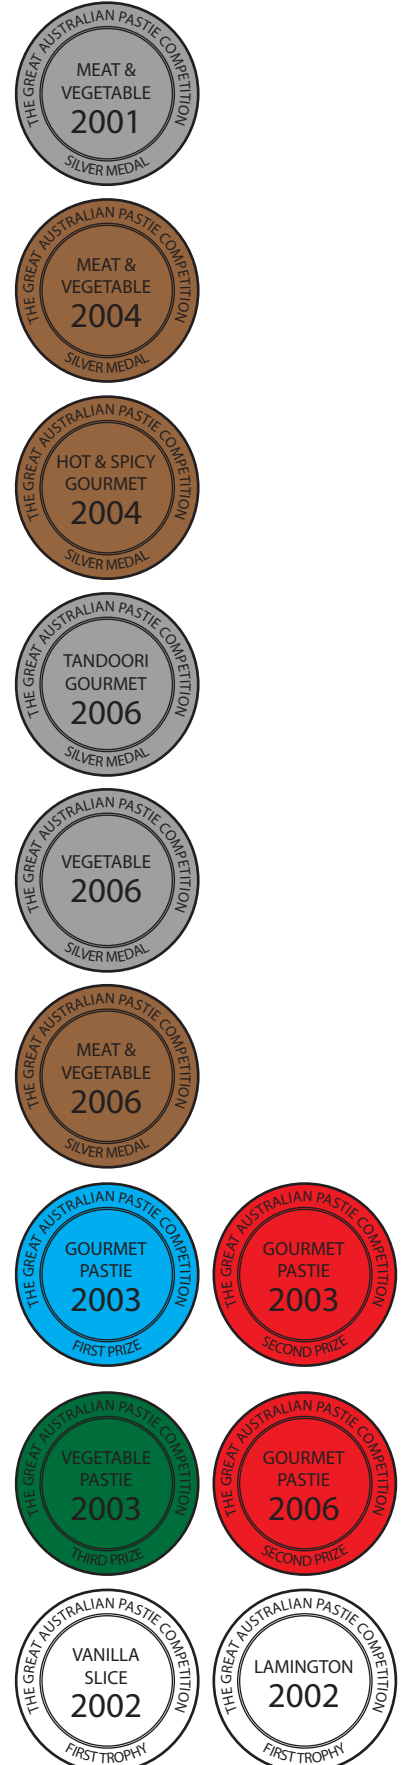 THE GREAT AUSTRALIAN PASTIE COMPETITION
MEAT &
VEGETABLE
2001
SILVER MEDAL
THE GREAT AUSTRALIAN PASTIE COMPETITION
MEAT &
VEGETABLE
2004
SILVER MEDAL
THE GREAT AUSTRALIAN PASTIE COMPETITION
HOT & SPICY
GOURMET
2004
SILVER MEDAL
THE GREAT AUSTRALIAN PASTIE COMPETITION
TANDOORI
GOURMET
2006
SILVER MEDAL
THE GREAT AUSTRALIAN PASTIE COMPETITION
VEGETABLE
2006
SILVER MEDAL
THE GREAT AUSTRALIAN PASTIE COMPETITION
MEAT &
VEGETABLE
2006
SILVER MEDAL
THE GREAT AUSTRALIAN PASTIE COMPETITION
GOURMET
PASTIE
2003
FIRST PRIZE
THE GREAT AUSTRALIAN PASTIE COMPETITION
GOURMET
PASTIE
2003
SECOND PRIZE
THE GREAT AUSTRALIAN PASTIE COMPETITION
VEGETABLE
PASTIE
2003
THIRD PRIZE
THE GREAT AUSTRALIAN PASTIE COMPETITION
GOURMET
PASTIE
2006
SECOND PRIZE
THE GREAT AUSTRALIAN PASTIE COMPETITION
VANILLA
SLICE
2002
FIRST TROPHY
THE GREAT AUSTRALIAN PASTIE COMPETITION
LAMINGTON
2002
FIRST TROPHY